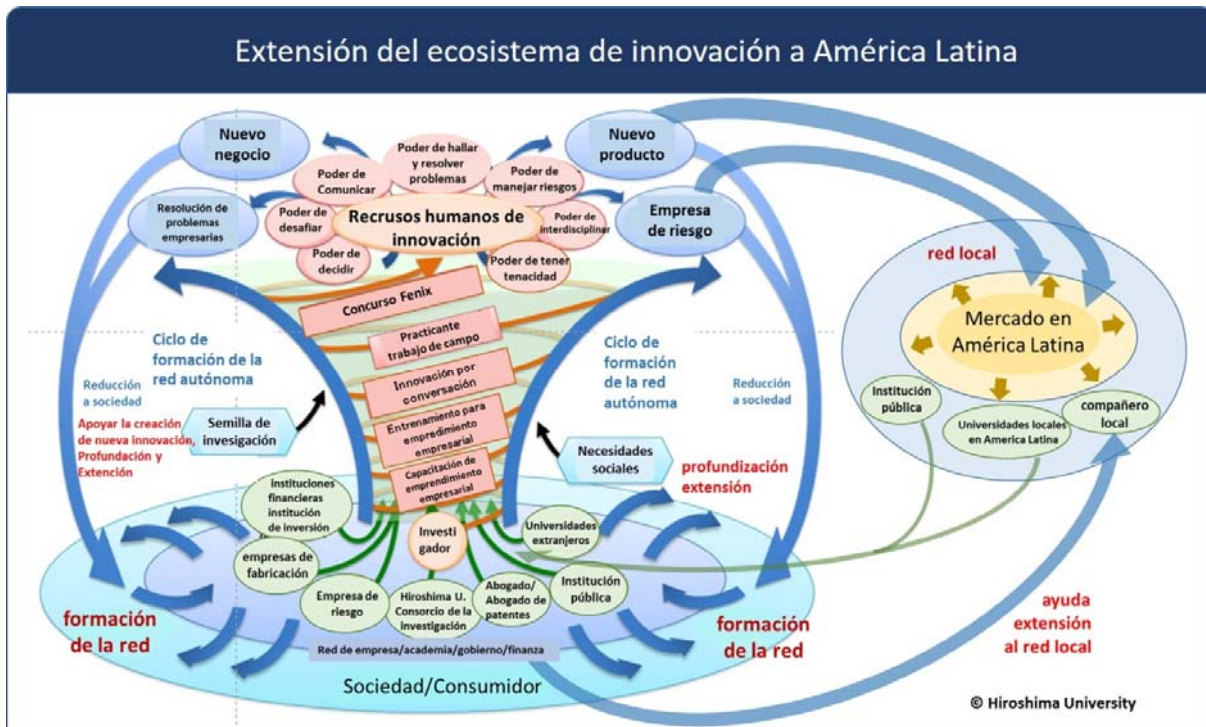 Extensión del ecosistema de innovación a América Latina
Nuevo
negocio
Resolución de
problemas
empresarias
Poder de
Comunicar
Poder de hallar
y resolver
problemas
Poder de
manejar riesgos
Poder de
desafiar
Recrusos humanos de
innovación
Poder de
interdisciplinar
Poder de
decidir
Poder de tener
tenacidad
Nuevo
producto
Empresa
de riesgo
Concurso Fenix
Practicante
trabajo de campo
Innovación por
conversación
Entrenamiento para
empredimiento
empresarial
Capacitación de
emprendimiento
empresarial
Ciclo de
formación de la
red autónoma
Reducción
a sociedad
Apoyar la creación
de nueva innovación,
Profundación y
Extención
Semilla de
invesigación
Ciclo de
formación
de la red
autónoma
Reducción
a sociedad
Necesidades
sociales
profundización
extensión
Instituciones
financieras
institución
de inversión
empresas de
fabricación
Empresa de
riesgo
Investi
gador
Hiroshima U.
Consorcio de la
investigación
Abogado/
Abogado de
patentes
Universidades
extranjeros
Institución
pública
formación
de la red
formación
de la red
Red de empresa/academia/gobierno/finanza
Sociedad/Consumidor
red local
Mercado en
América Latina
Institución
pública
Universidades locales
en America Latina
compañero
local
ayuda
extensión
al red local
© Hiroshima University